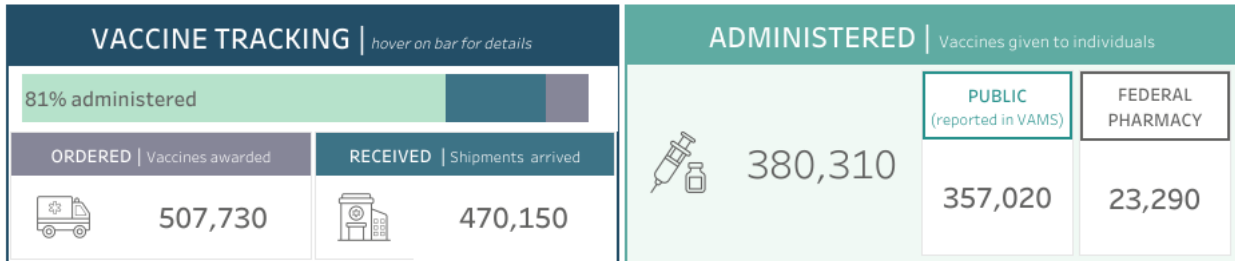 VACCINE TRACKING | hover on bar for details
81% administered
ORDERED | Vaccines awarded
507,730
RECEIVED | Shipments arrived
470,150
ADMINISTERED | Vaccines given to individuals
380,310
PUBLIC
(reported in VAMS)
357,020
FEDERAL
PHARMACY
23,290